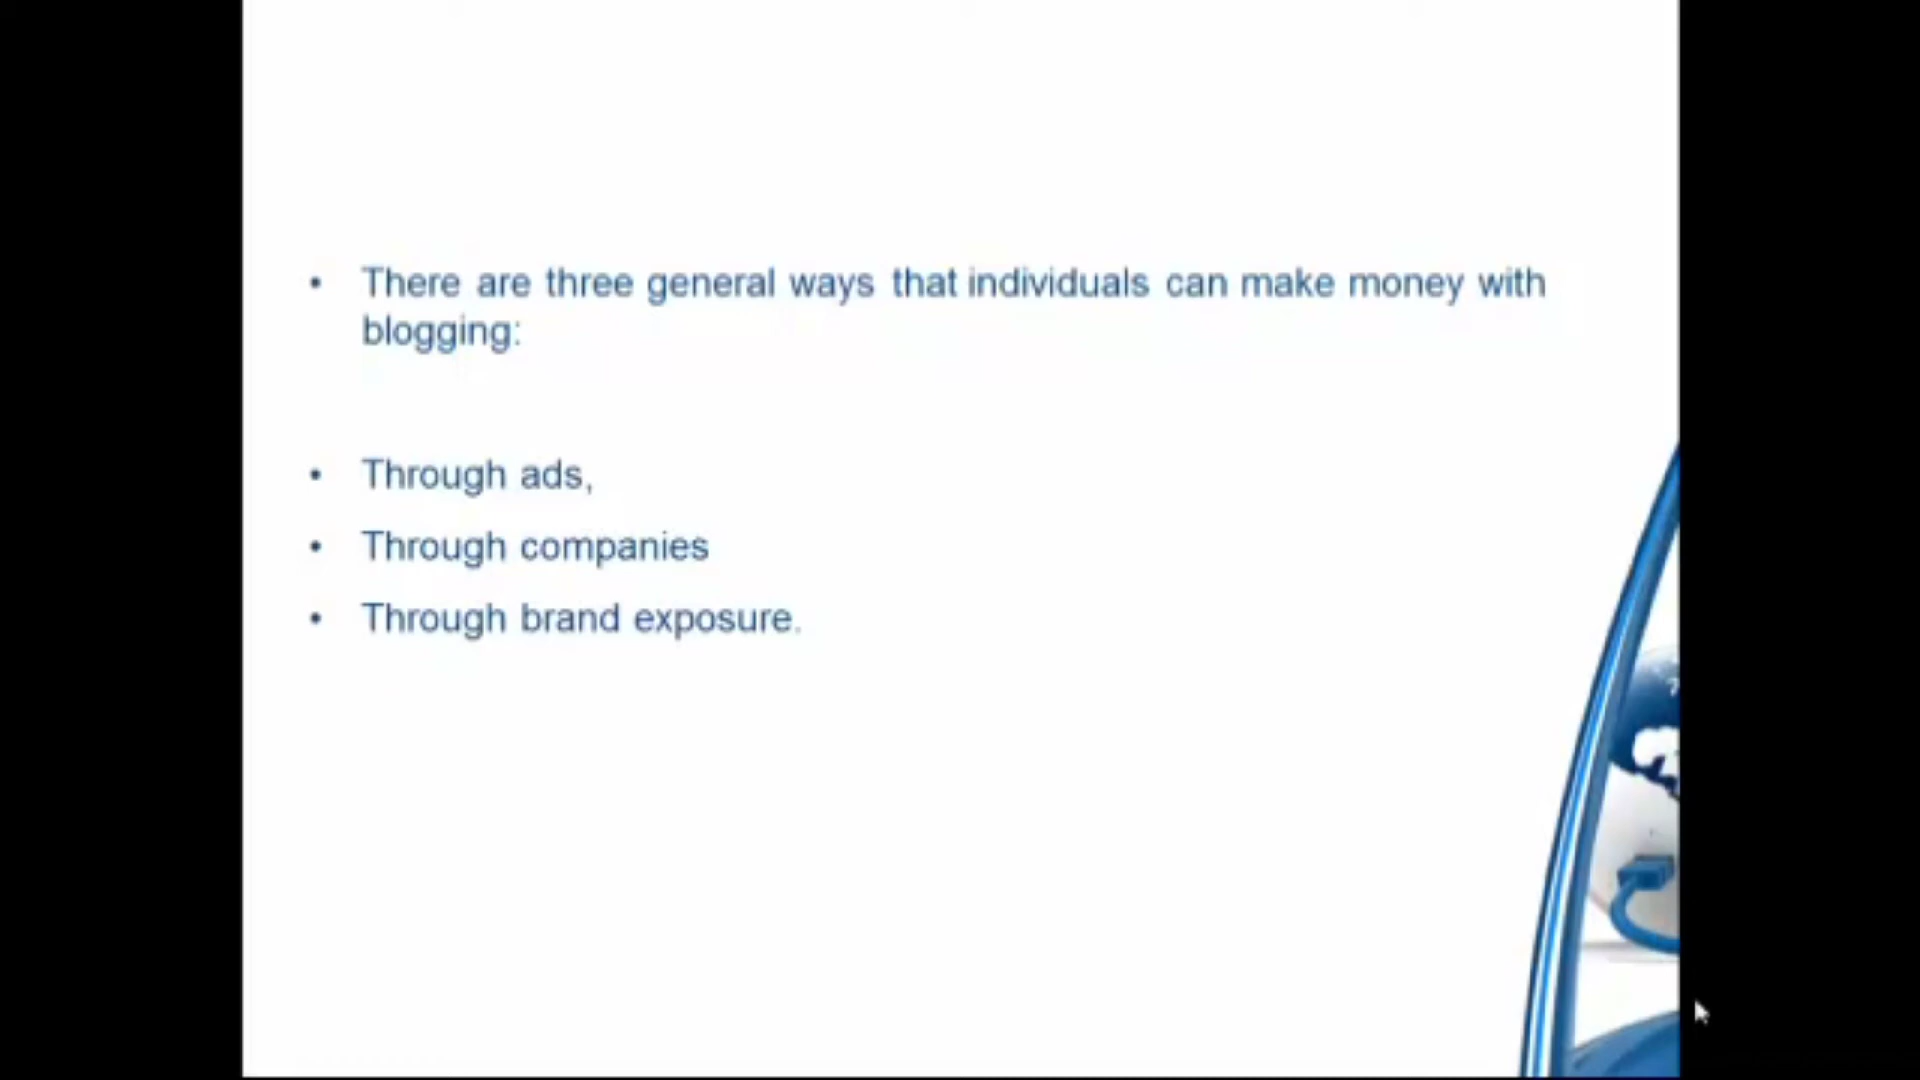 • There are three general ways that individuals can make money with
blogging:
• Through ads,
• Through companies
• Through brand exposure.